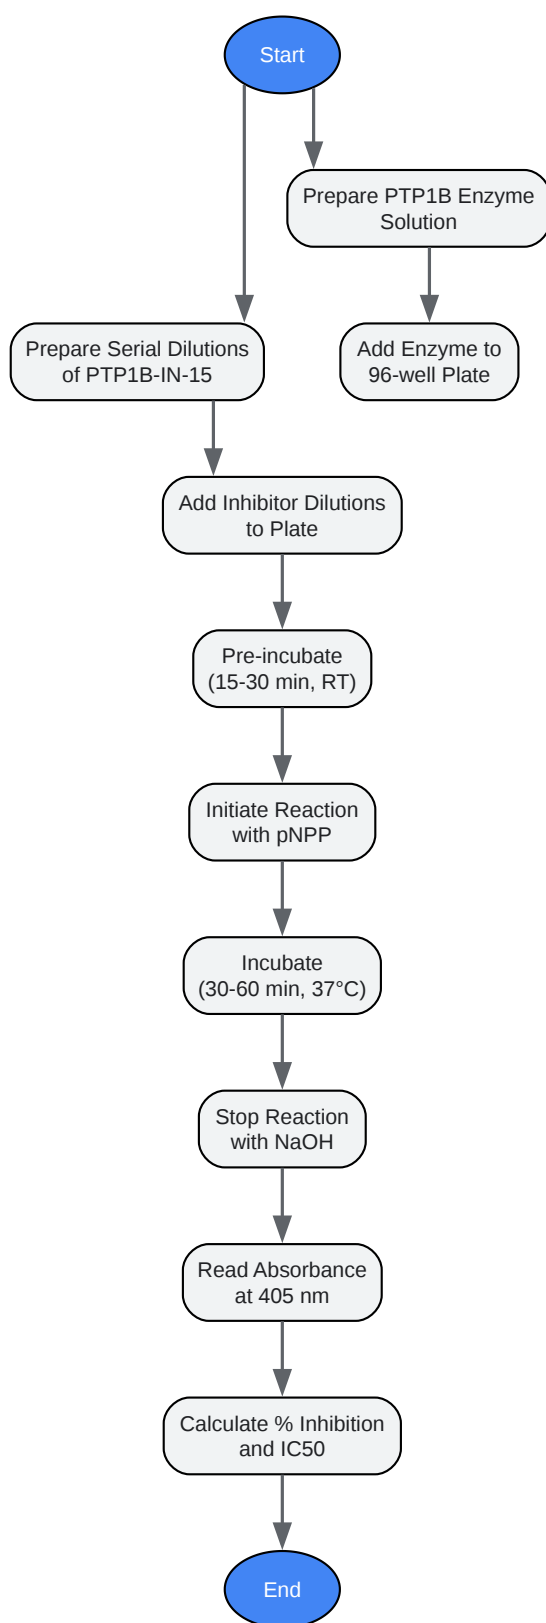 Start
Prepare PTP1B Enzyme
Solution
Prepare Serial Dilutions
of PTP1B-IN-15
Add Enzyme to
96-well Plate
Add Inhibitor Dilutions
to Plate
Pre-incubate
(15-30 min, RT)
Initiate Reaction
with pNPP
Incubate
(30-60 min, 37°C)
Stop Reaction
with NaOH
Read Absorbance
at 405 nm
Calculate % Inhibition
and IC50
End